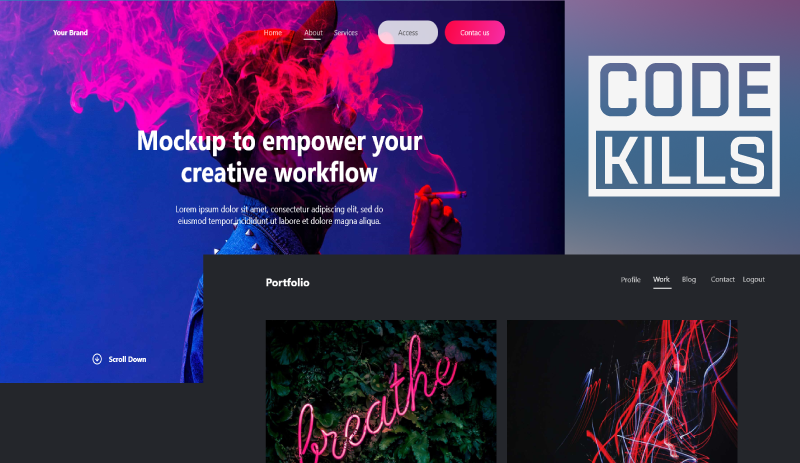 Your Brand
Home About Services Access Contac us
Mockup to empower your
creative workflow
Lorem ipsum dolor sit amet, consectetur adipiscing elit, sed do
eiusmod tempor incididunt ut labore et dolore magna aliqua.
Scroll Down
CODE
KILLS
Portfolio
Profile Work Blog Contact Logout
breathe